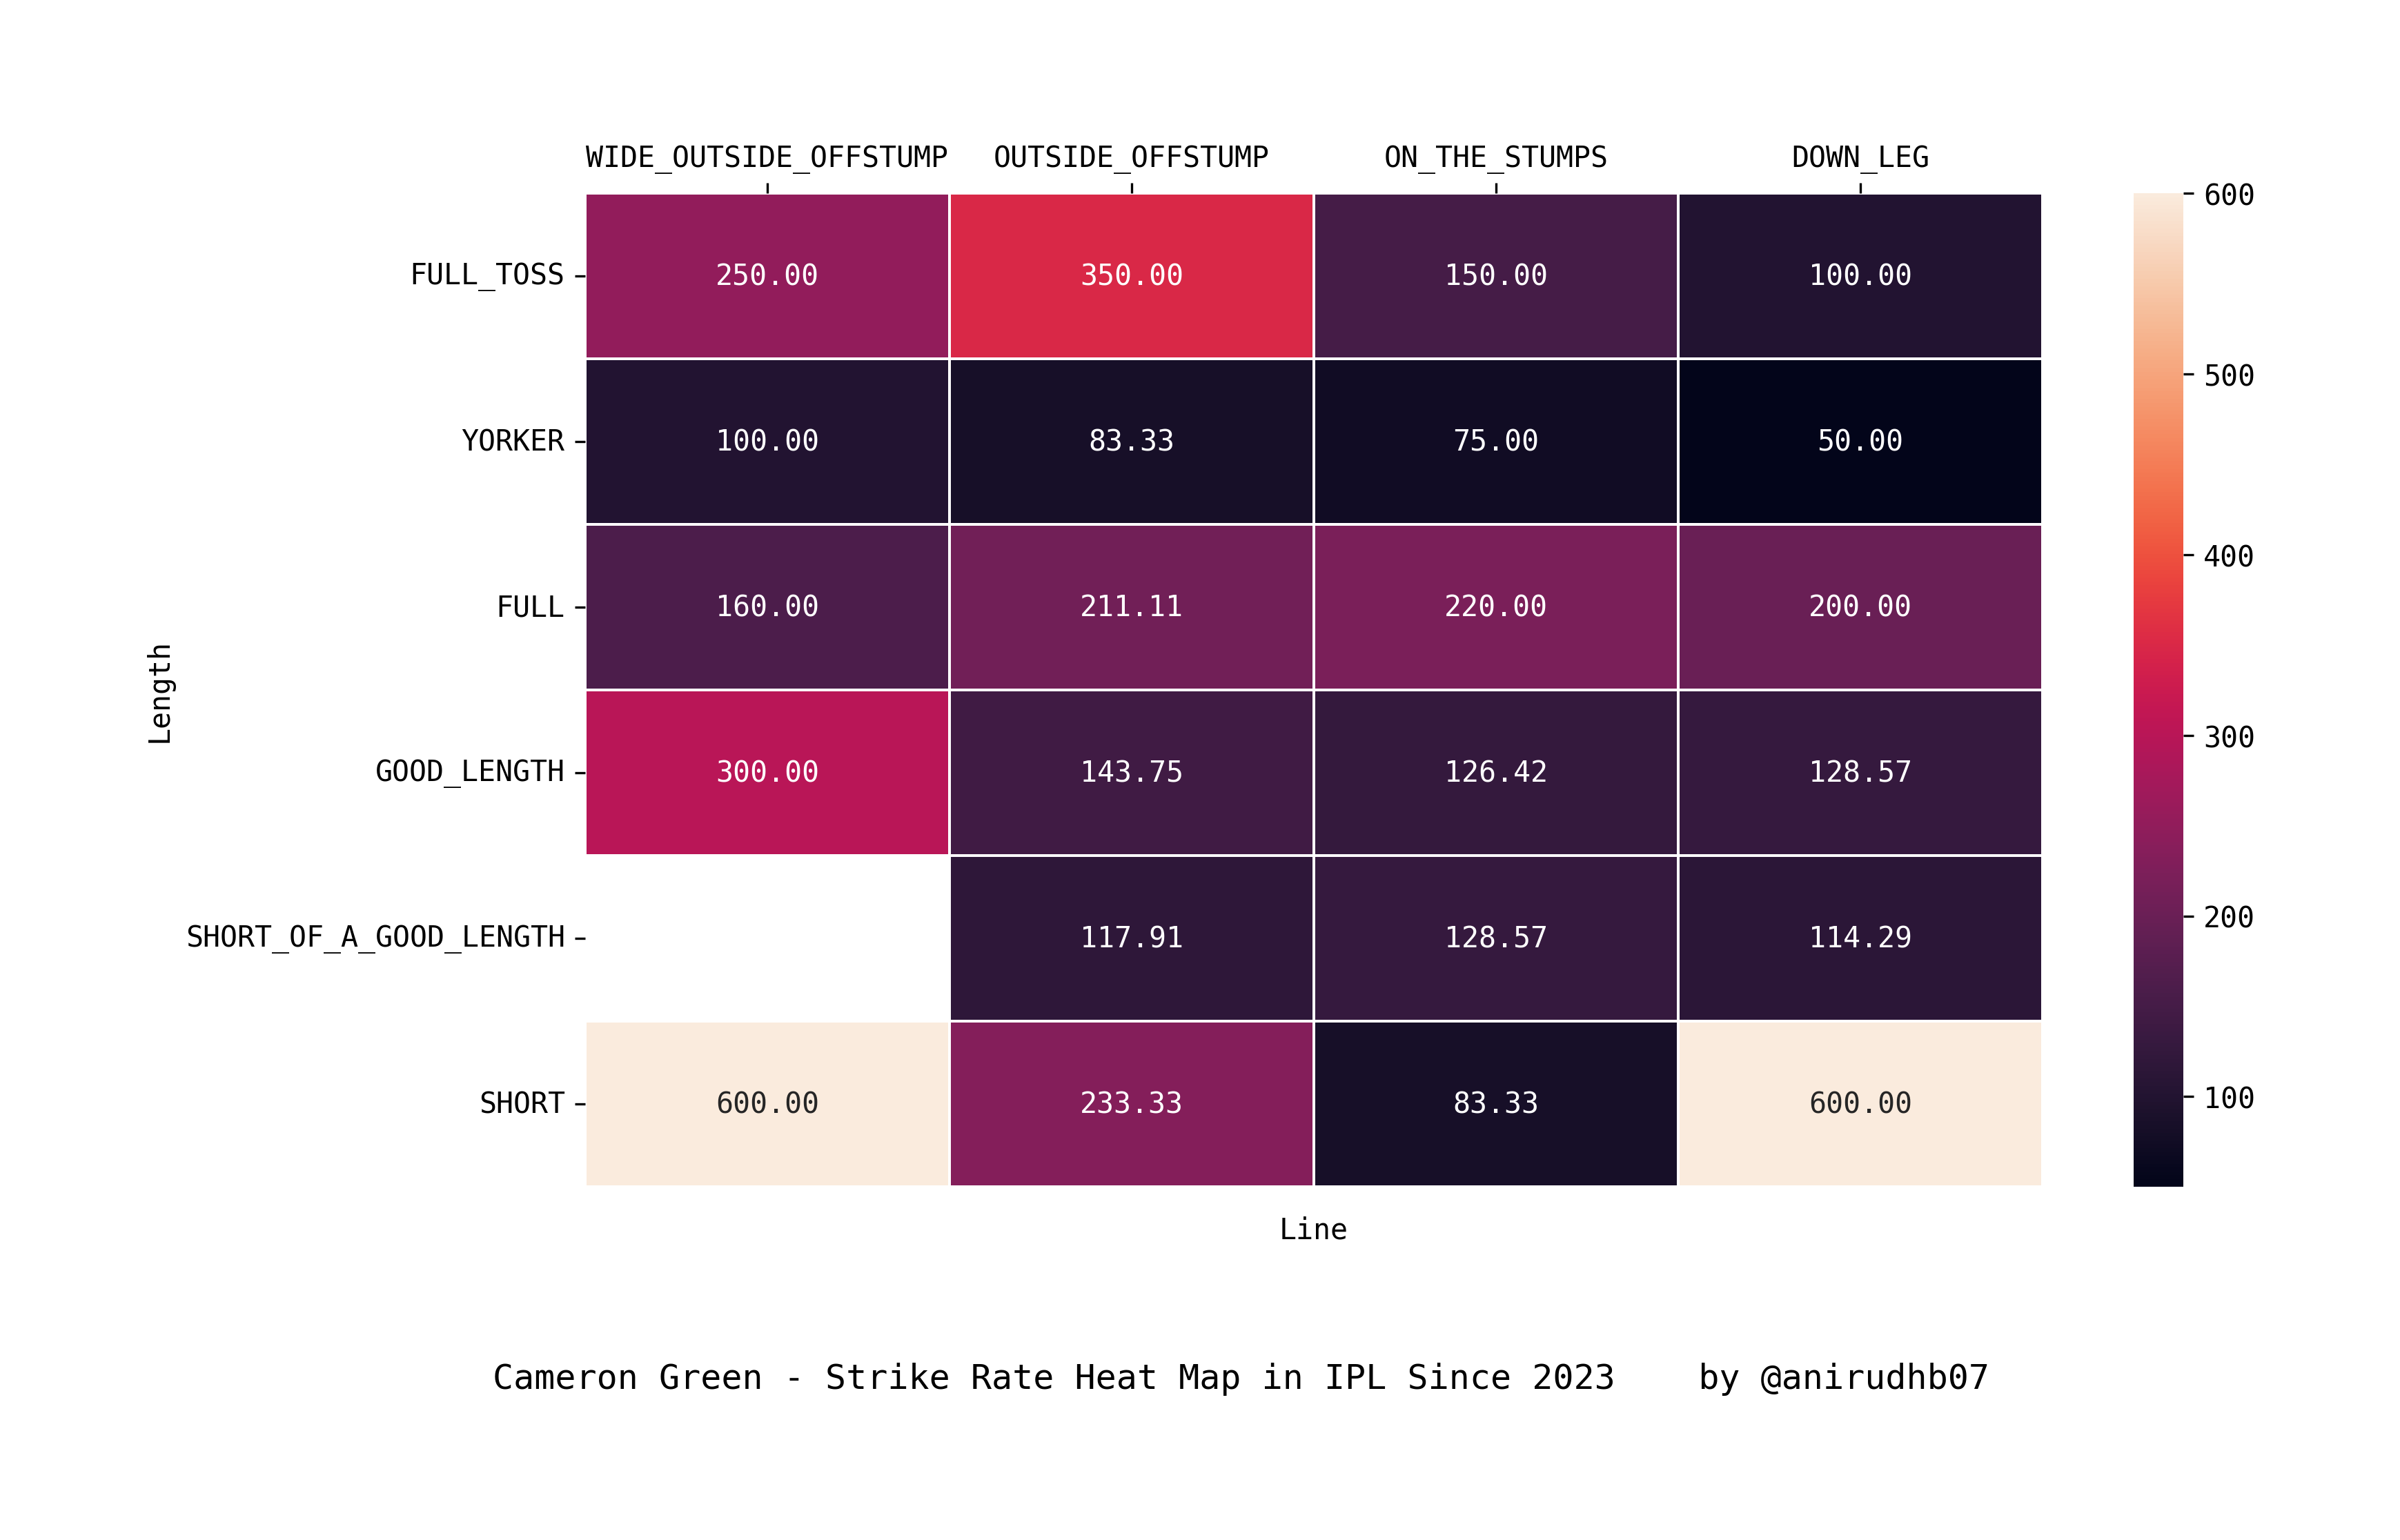 WIDE_OUTSIDE_OFFSTUMP OUTSIDE_OFFSTUMP ON_THE_STUMPS DOWN_LEG
FULL_TOSS 250.00 350.00 150.00 100.00
YORKER 100.00 83.33 75.00 50.00
FULL 160.00 211.11 220.00 200.00
GOOD_LENGTH 300.00 143.75 126.42 128.57
SHORT_OF_A_GOOD_LENGTH 117.91 128.57 114.29
SHORT 600.00 233.33 83.33 600.00
Length
Line
600
500
400
300
200
100
Cameron Green - Strike Rate Heat Map in IPL Since 2023 by @anirudhb07